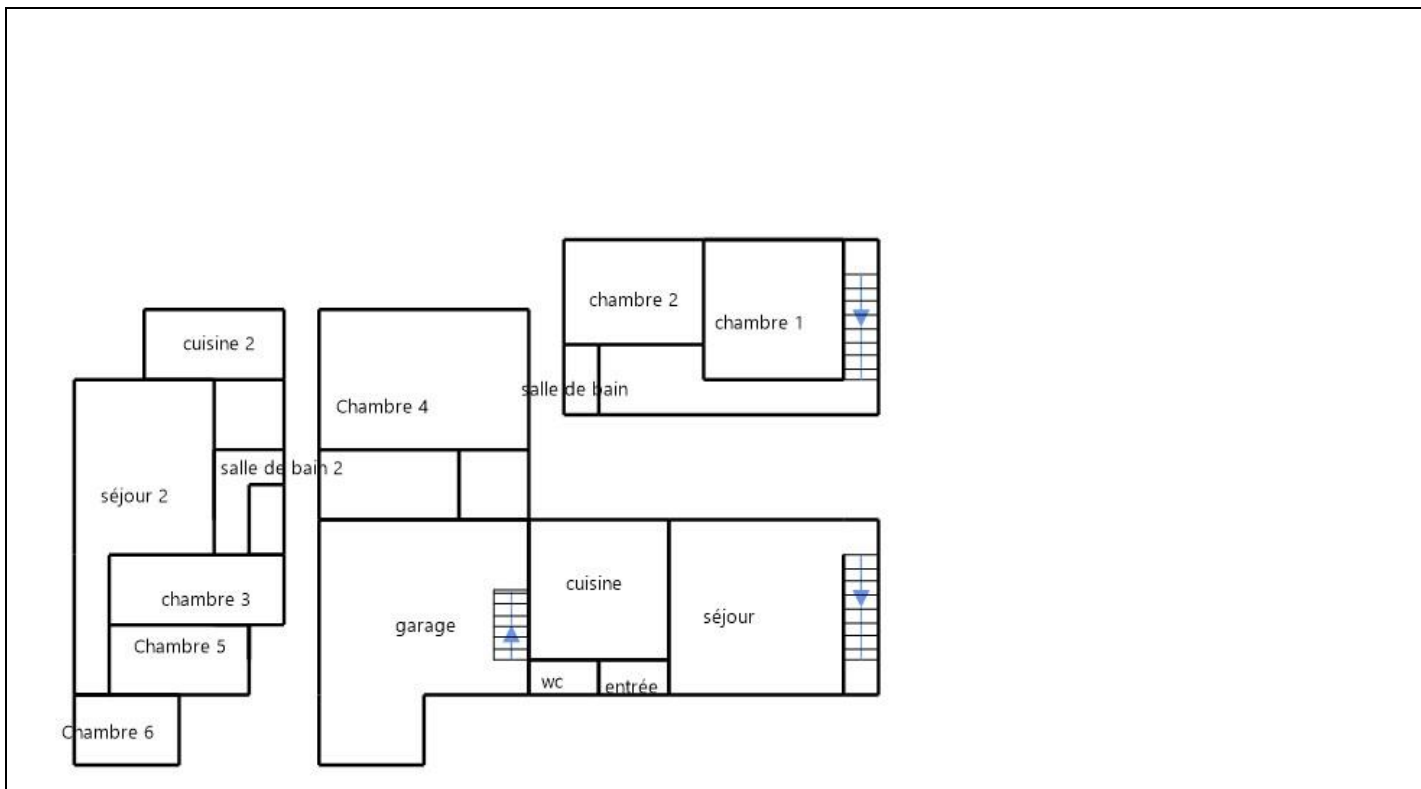 chambre 2
chambre 1
cuisine 2
salle de bain
Chambre 4
salle de bain 2
séjour 2
cuisine
chambre 3
séjour
garage
Chambre 5
wc
entrée
Chambre 6